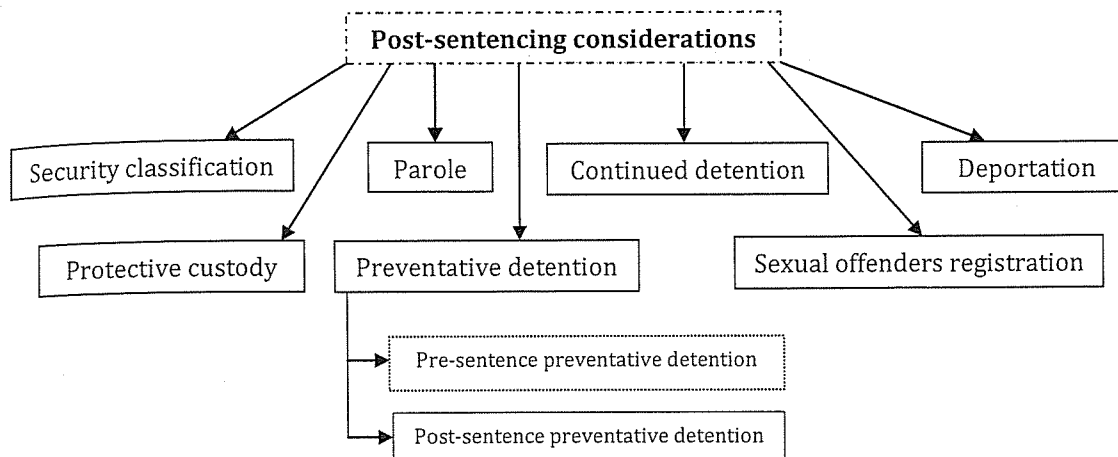 Post-sentencing considerations
Security classification
Parole
Continued detention
Deportation
Protective custody
Preventative detention
Sexual offenders registration
Pre-sentence preventative detention
Post-sentence preventative detention